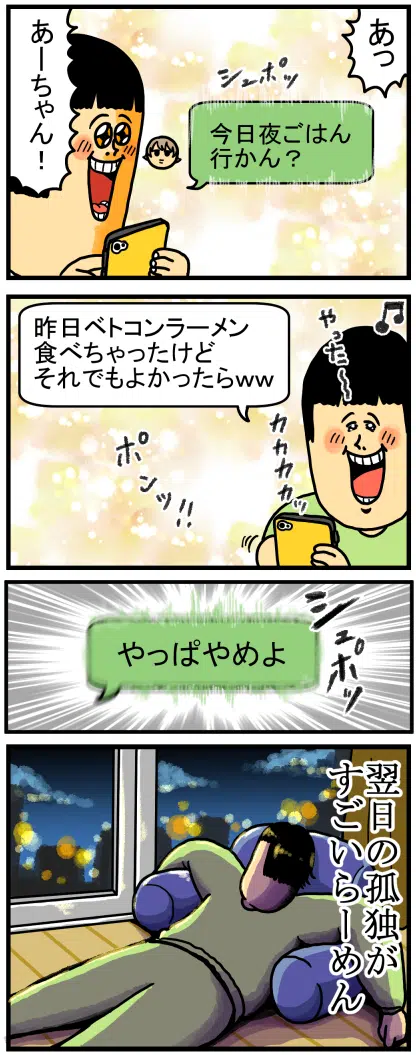 あっ
あーちゃん！
シュポッ
今日夜ごはん
行かん？
やった〜
♪
昨日ベトコンラーメン
食べちゃったけど
それでもよかったらww
カカカカッ
ポンッ!!
シュポッ
やっぱやめよ
翌日の孤独が
すごいらーめん